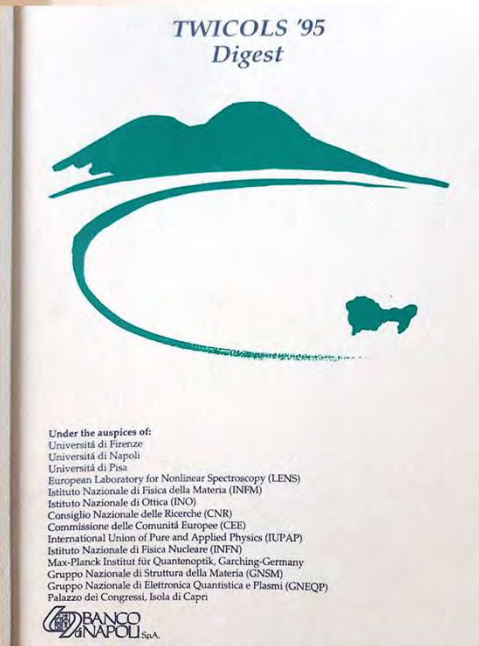 TWICOLS '95
Digest
Under the auspices of:
Universitá di Firenze
Universitá di Napoli
Universitá di Pisa
European Laboratory for Nonlinear Spectroscopy (LENS)
Istituto Nazionale di Fisica della Materia (INFM)
Istituto Nazionale di Ottica (INO)
Consiglio Nazionale delle Ricerche (CNR)
Commissione delle Comunitá Europee (CEE)
International Union of Pure and Applied Physics (IUPAP)
Istituto Nazionale di Fisica Nucleare (INFN)
Max-Planck Institut für Quantenoptik, Garching-Germany
Gruppo Nazionale di Struttura della Materia (GNSM)
Gruppo Nazionale di Elettronica Quantistica e Plasmi (GNEQP)
Palazzo dei Congressi, Isola di Capri
BANCO
di NAPOLI SpA.